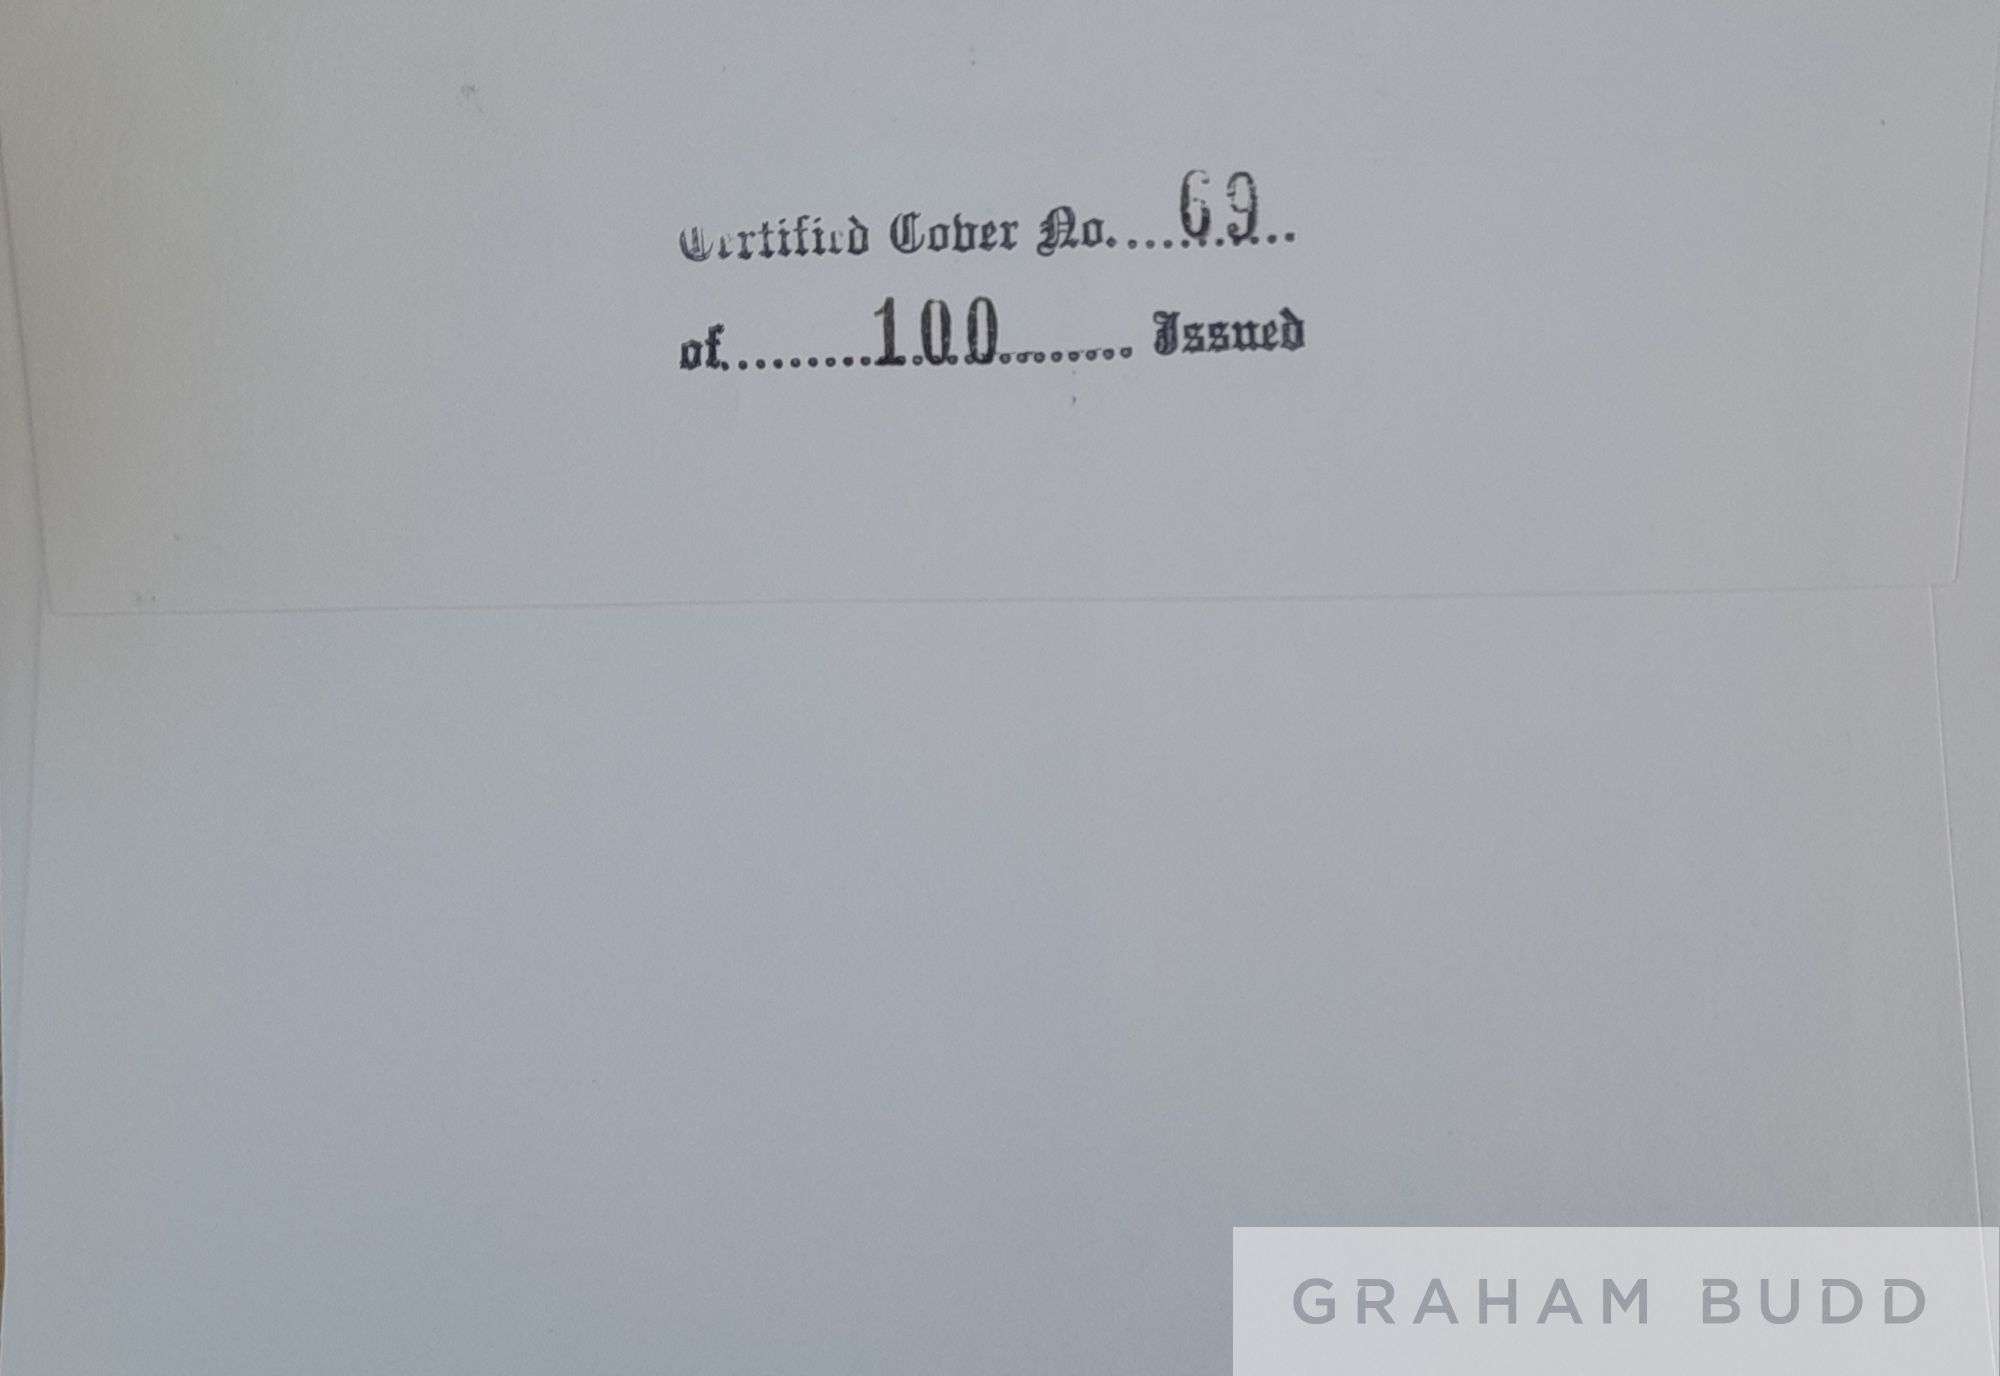 Certified Cover No.....69..
of.........100........ Issued
GRAHAM BUDD